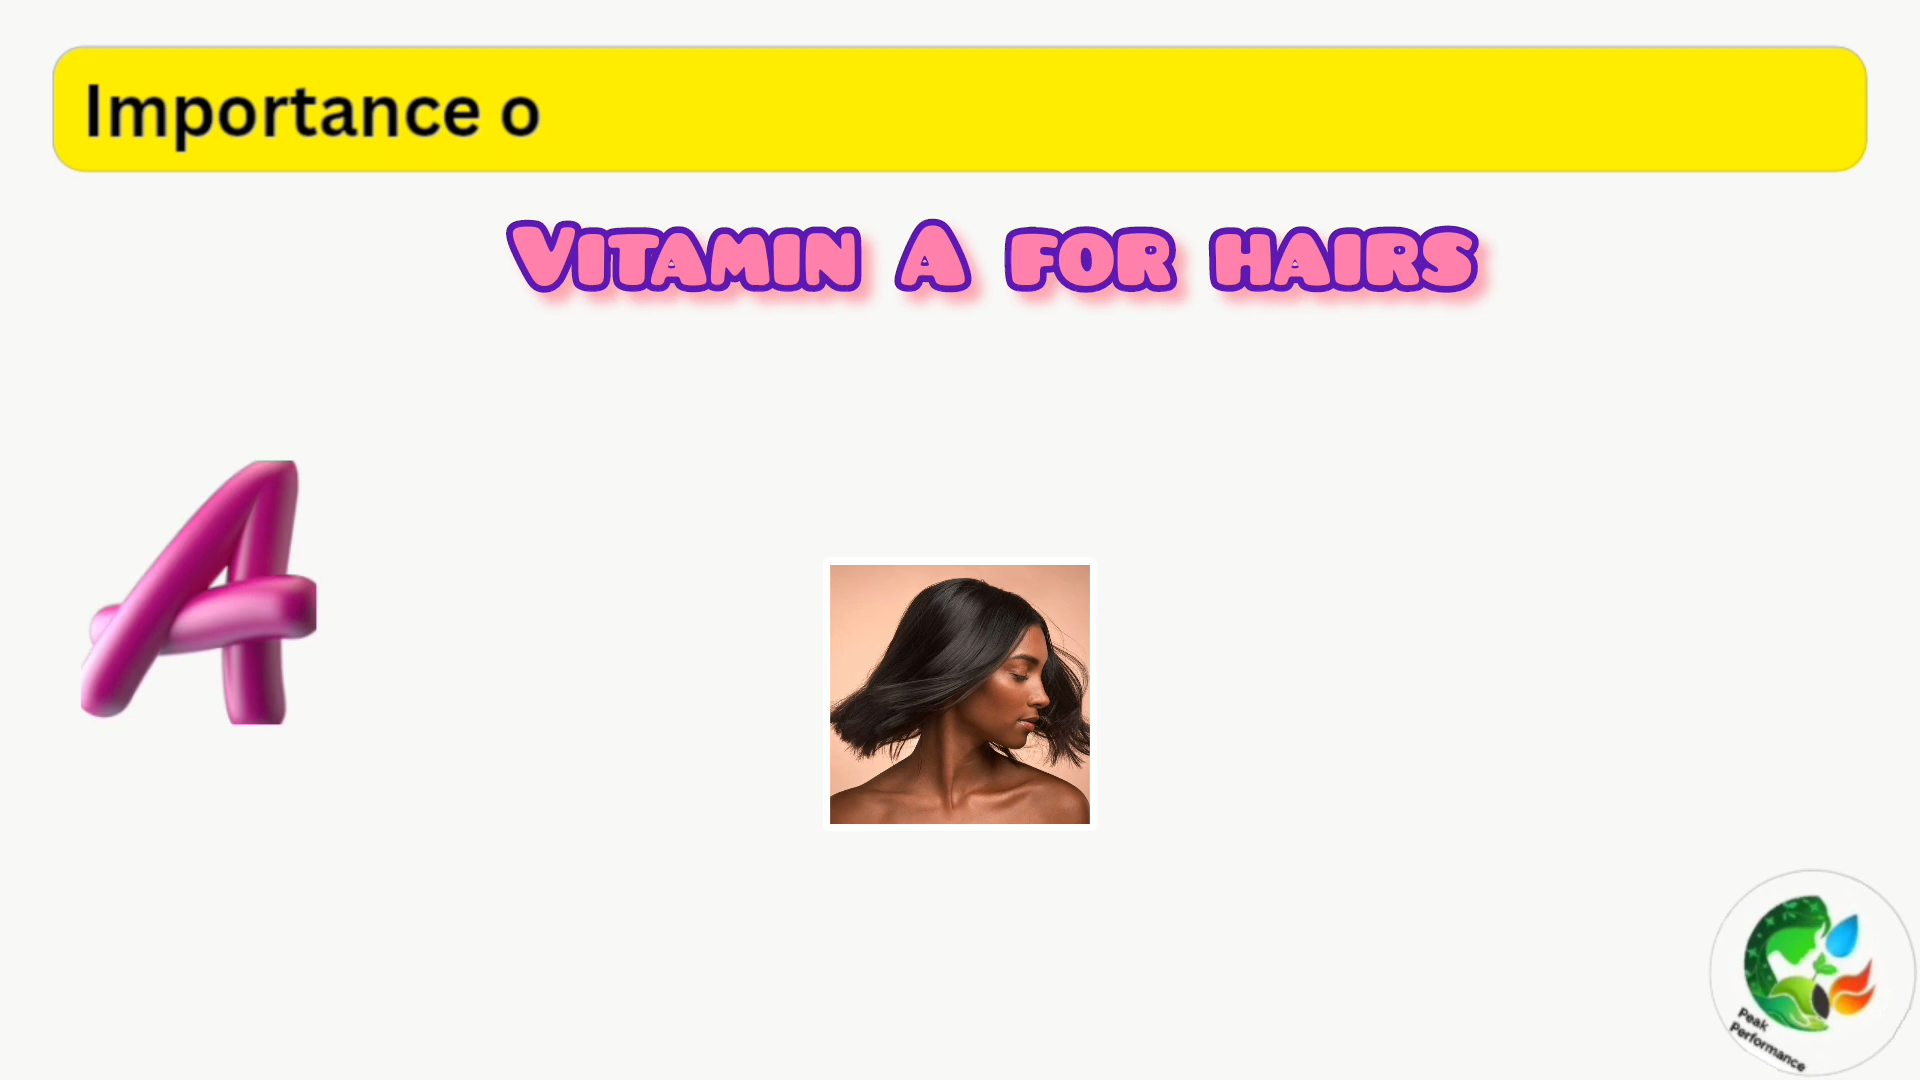 Importance o
Vitamin A for hairs
A
Peak
Performance